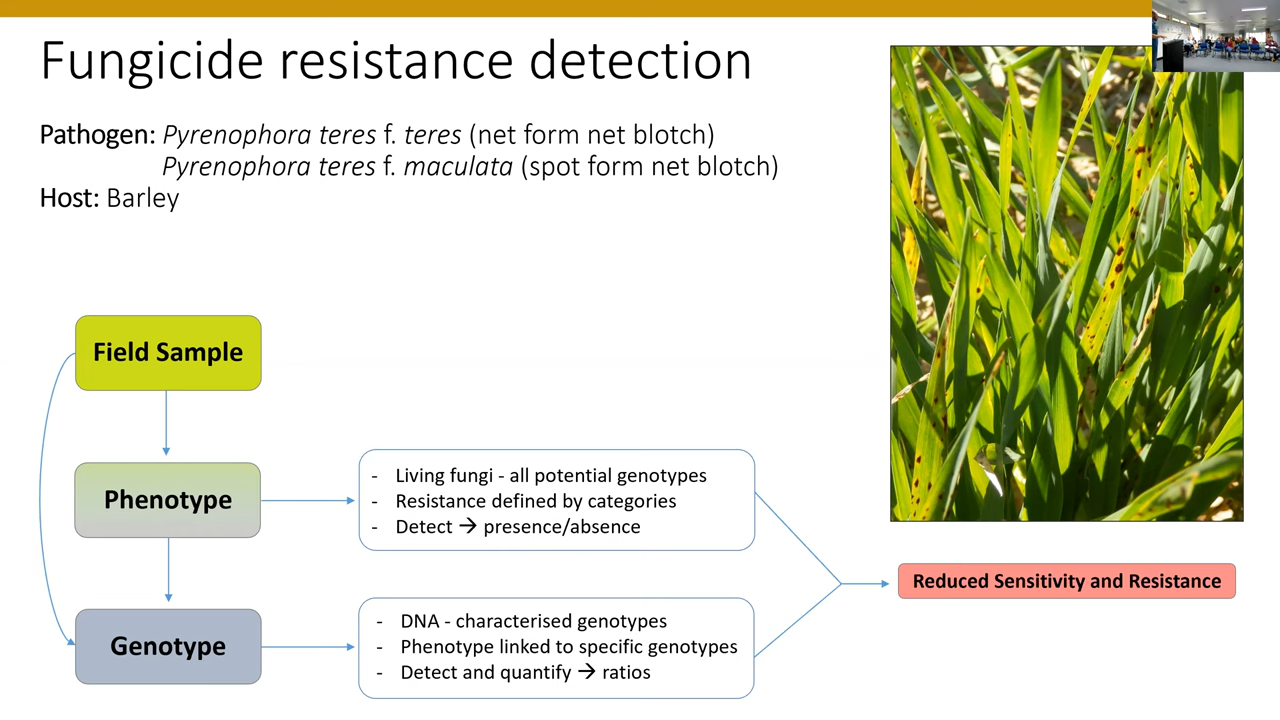 Fungicide resistance detection
Pathogen: Pyrenophora teres f. teres (net form net blotch)
Pyrenophora teres f. maculata (spot form net blotch)
Host: Barley
Field Sample
Phenotype
- Living fungi - all potential genotypes
- Resistance defined by categories
- Detect → presence/absence
Genotype
- DNA - characterised genotypes
- Phenotype linked to specific genotypes
- Detect and quantify → ratios
Reduced Sensitivity and Resistance